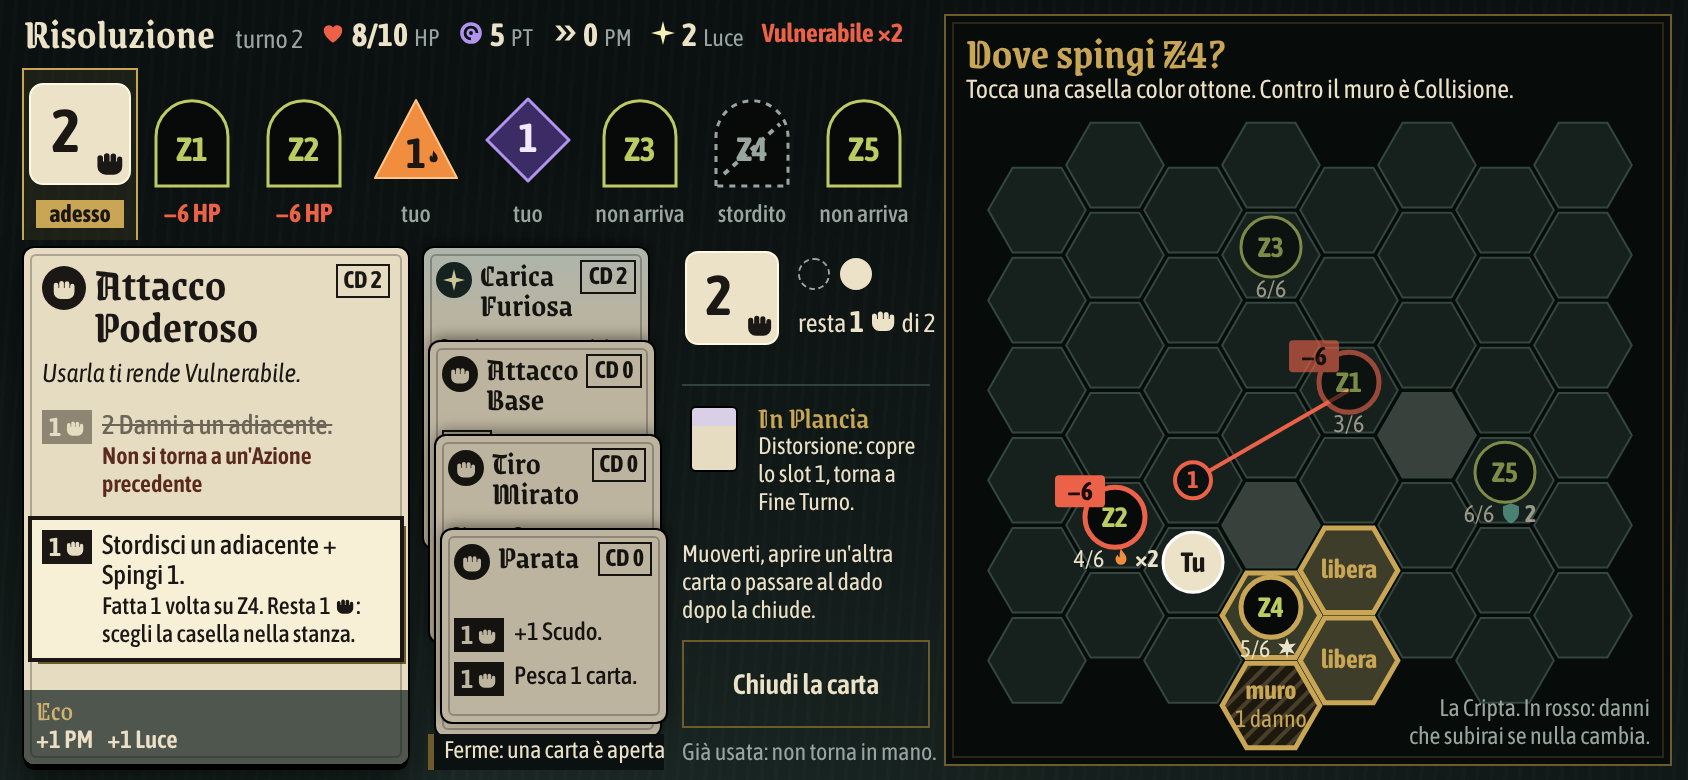 Risoluzione turno 2 8/10 HP 5 PT 0 PM 2 Luce Vulnerabile ×2
2 Z1 Z2 1 1 Z3 Z4 Z5
adesso −6 HP −6 HP tuo tuo non arriva stordito non arriva
Attacco
Poderoso
CD 2
Usarla ti rende Vulnerabile.
1 2 Danni a un adiacente.
Non si torna a un'Azione
precedente
1 Stordisci un adiacente +
Spingi 1.
Fatta 1 volta su Z4. Resta 1 :
scegli la casella nella stanza.
Eco
+1 PM +1 Luce
Carica
Furiosa
CD 2
Attacco
Base
CD 0
Tiro
Mirato
CD 0
Parata
CD 0
1 +1 Scudo.
1 Pesca 1 carta.
Ferme: una carta è aperta
2
resta 1 di 2
In Plancia
Distorsione: copre
lo slot 1, torna a
Fine Turno.
Muoverti, aprire un'altra
carta o passare al dado
dopo la chiude.
Chiudi la carta
Già usata: non torna in mano.
Dove spingi Z4?
Tocca una casella color ottone. Contro il muro è Collisione.
Z3
6/6
−6
Z1
3/6
Z5
6/6 2
1
−6
Z2
4/6 ×2
Tu
libera
Z4
5/6
libera
muro
1 danno
La Cripta. In rosso: danni
che subirai se nulla cambia.